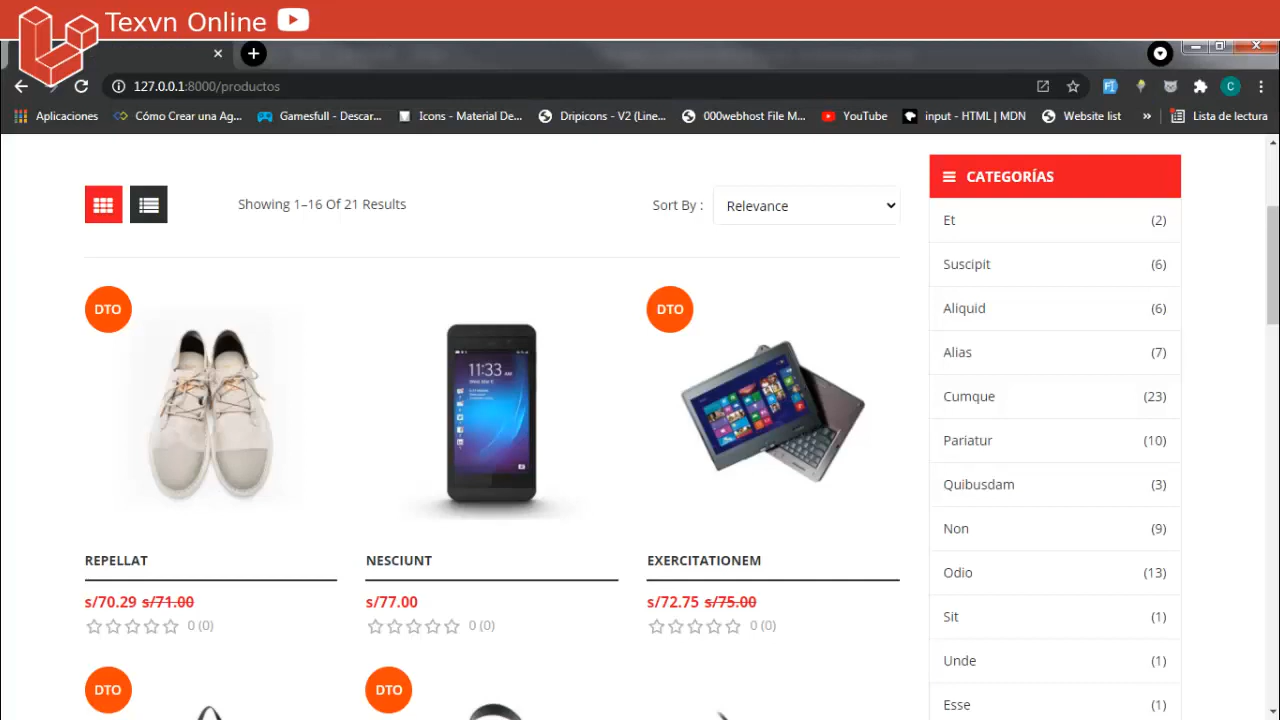 Texvn Online
127.0.0.1:8000/productos
C
Aplicaciones
Cómo Crear una Ag...
Gamesfull - Descar...
Icons - Material De...
Dripicons - V2 (Line...
000webhost File M...
YouTube
input - HTML | MDN
Website list
»
Lista de lectura
Showing 1–16 Of 21 Results
Sort By :
Relevance
CATEGORÍAS
Et (2)
Suscipit (6)
Aliquid (6)
Alias (7)
Cumque (23)
Pariatur (10)
Quibusdam (3)
Non (9)
Odio (13)
Sit (1)
Unde (1)
Esse
DTO
11:33 AM
DTO
REPELLAT
s/70.29 s/71.00
0 (0)
NESCIUNT
s/77.00
0 (0)
EXERCITATIONEM
s/72.75 s/75.00
0 (0)
DTO
DTO